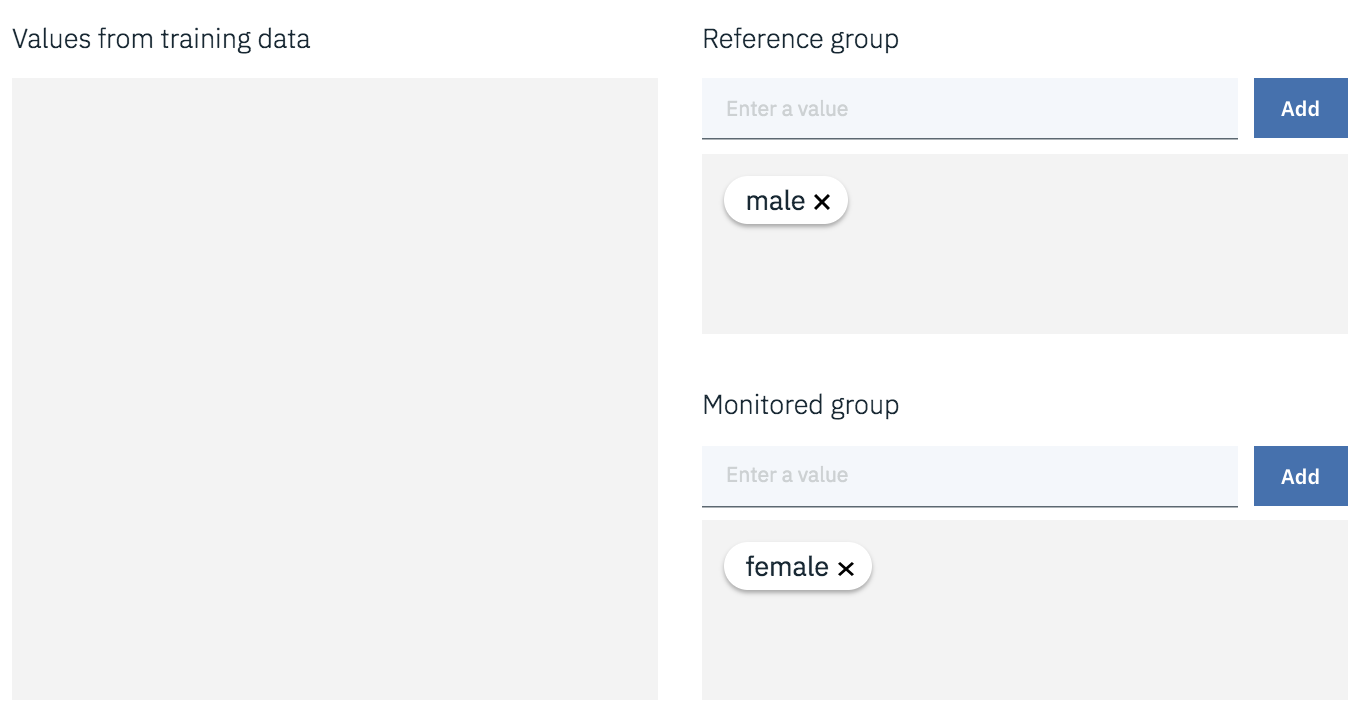 Values from training data
Reference group
Enter a value
Add
male ×
Monitored group
Enter a value
Add
female ×